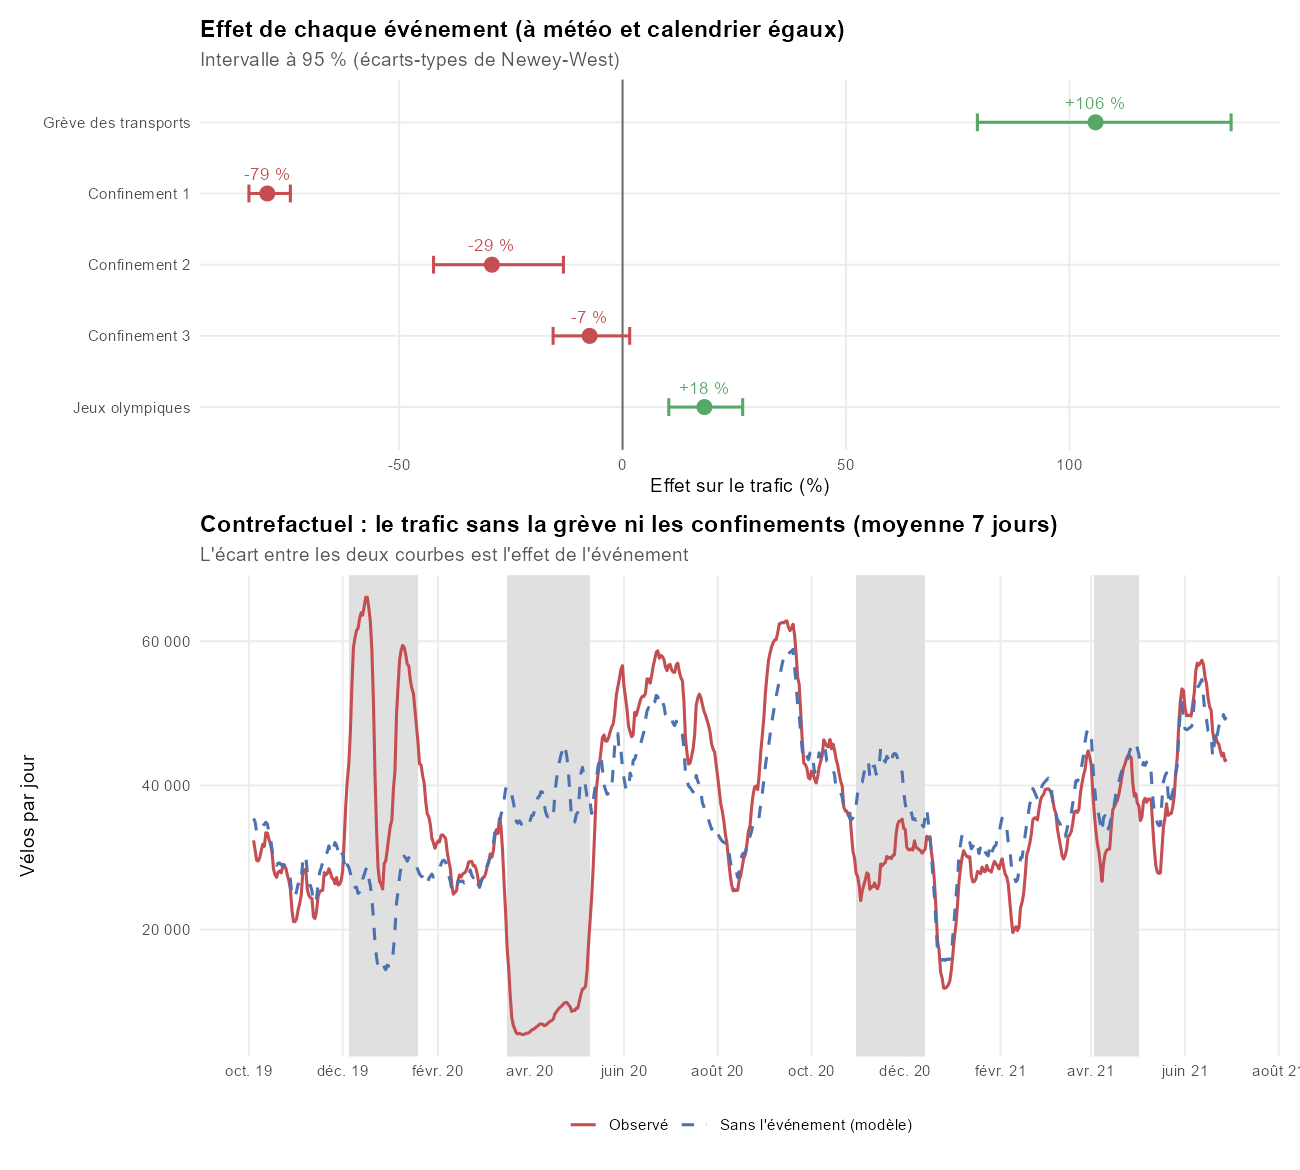 Effet de chaque événement (à météo et calendrier égaux)
Intervalle à 95 % (écarts-types de Newey-West)
Grève des transports
+106 %
Confinement 1
-79 %
Confinement 2
-29 %
Confinement 3
-7 %
Jeux olympiques
+18 %
-50 0 50 100
Effet sur le trafic (%)
Contrefactuel : le trafic sans la grève ni les confinements (moyenne 7 jours)
L'écart entre les deux courbes est l'effet de l'événement
Vélos par jour
60 000
40 000
20 000
oct. 19 déc. 19 févr. 20 avr. 20 juin 20 août 20 oct. 20 déc. 20 févr. 21 avr. 21 juin 21 août 21
Observé Sans l'événement (modèle)